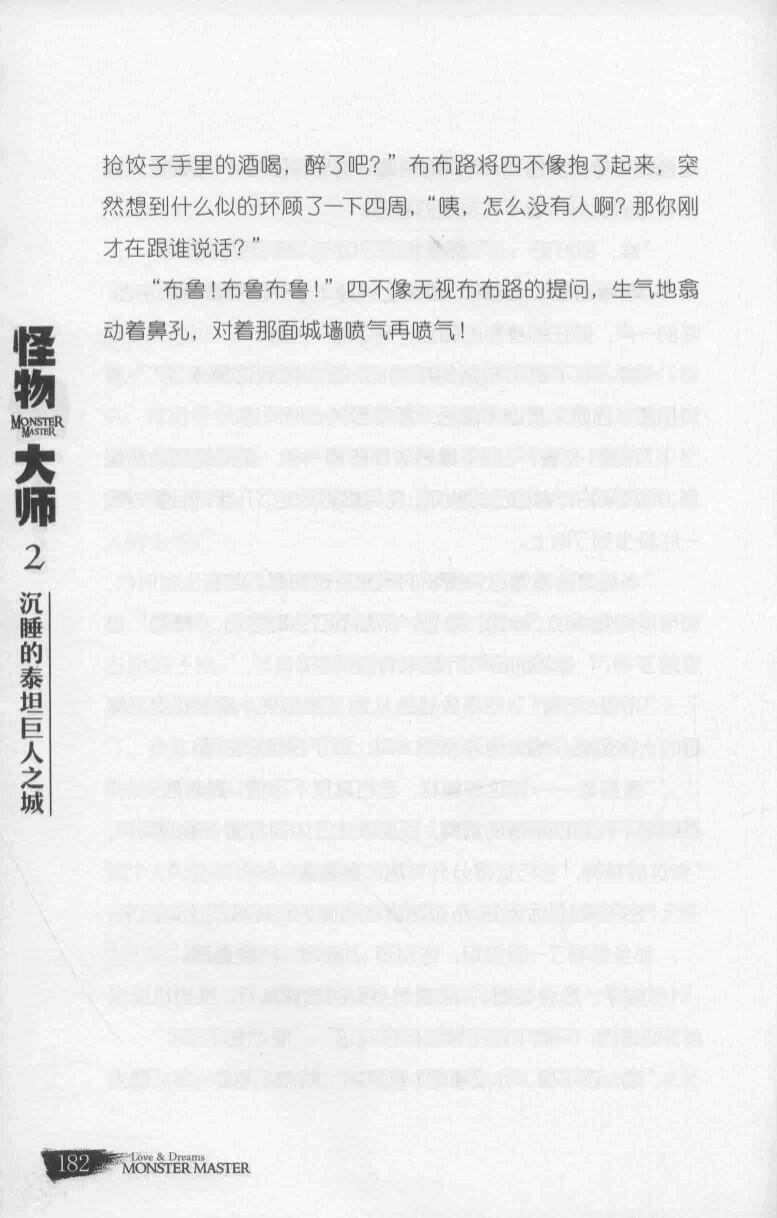 抢饺子手里的酒喝，醉了吧？”布布路将四不像抱了起来，突
然想到什么似的环顾了一下四周，“咦，怎么没有人啊？那你刚
才在跟谁说话？”
“布鲁！布鲁布鲁！”四不像无视布布路的提问，生气地翕
动着鼻孔，对着那面城墙喷气再喷气！
怪物
MONSTER
MASTER
大师
2
沉睡的泰坦巨人之城
182
Love & Dreams
MONSTER MASTER